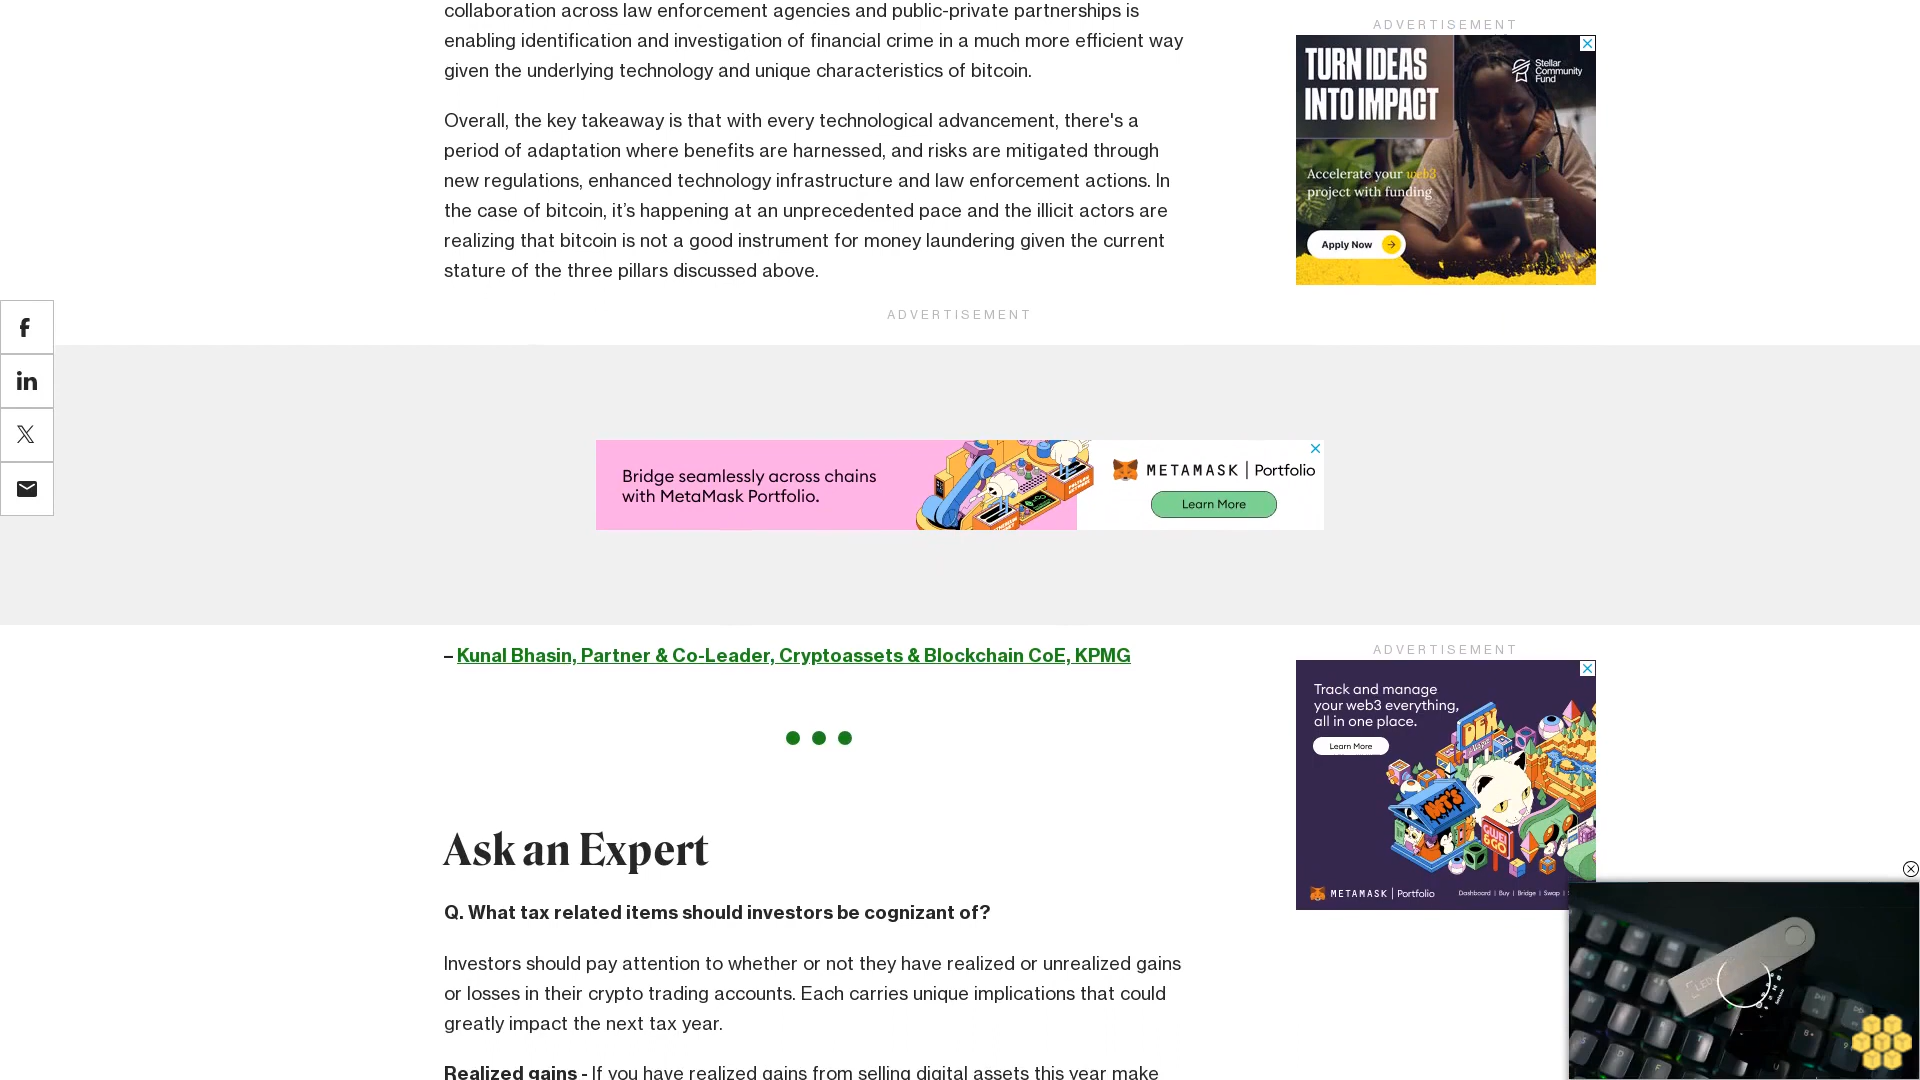 collaboration across law enforcement agencies and public-private partnerships is
enabling identification and investigation of financial crime in a much more efficient way
given the underlying technology and unique characteristics of bitcoin.
Overall, the key takeaway is that with every technological advancement, there's a
period of adaptation where benefits are harnessed, and risks are mitigated through
new regulations, enhanced technology infrastructure and law enforcement actions. In
the case of bitcoin, it’s happening at an unprecedented pace and the illicit actors are
realizing that bitcoin is not a good instrument for money laundering given the current
stature of the three pillars discussed above.
ADVERTISEMENT
TURN IDEAS
INTO IMPACT
Stellar
Community
Fund
Accelerate your web3
project with funding
Apply Now
ADVERTISEMENT
Bridge seamlessly across chains
with MetaMask Portfolio.
METAMASK | Portfolio
Learn More
– Kunal Bhasin, Partner & Co-Leader, Cryptoassets & Blockchain CoE, KPMG
ADVERTISEMENT
Track and manage
your web3 everything,
all in one place.
Learn More
DEX
GWEI
& GO
METAMASK | Portfolio
Dashboard | Buy | Bridge | Swap |
Ask an Expert
Q. What tax related items should investors be cognizant of?
Investors should pay attention to whether or not they have realized or unrealized gains
or losses in their crypto trading accounts. Each carries unique implications that could
greatly impact the next tax year.
Realized gains - If you have realized gains from selling digital assets this year make